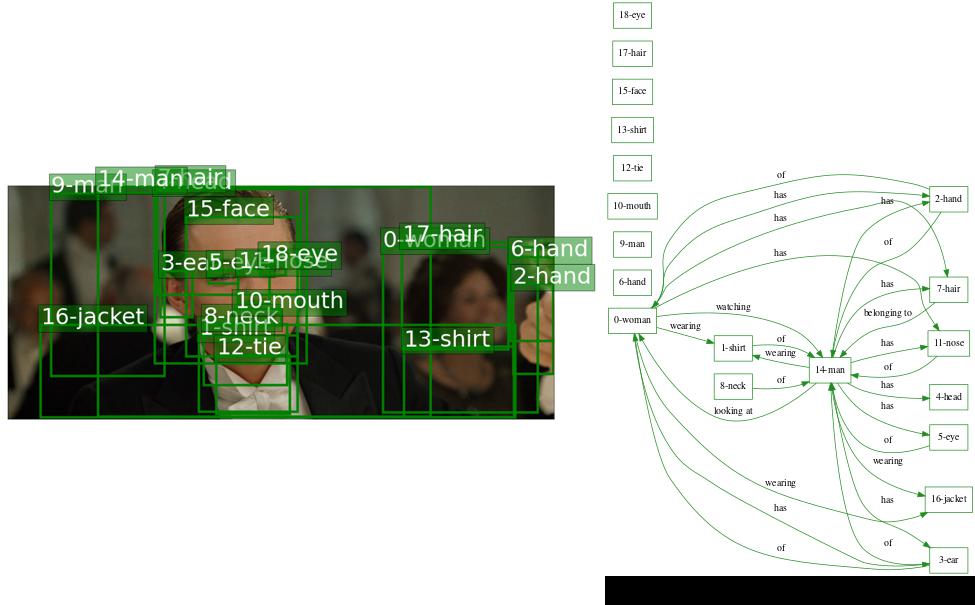 9-man
14-man
hair
15-face
3-ear
5-eye
11-nose
18-eye
10-mouth
16-jacket
8-neck
1-shirt
12-tie
0-woman
17-hair
6-hand
2-hand
13-shirt
18-eye
17-hair
15-face
13-shirt
12-tie
10-mouth
9-man
6-hand
0-woman
1-shirt
8-neck
14-man
2-hand
7-hair
11-nose
4-head
5-eye
16-jacket
3-ear
of
has
has
has
has
of
watching
wearing
of
wearing
of
looking at
has
belonging to
has
of
has
has
of
wearing
has
of
wearing
has
of